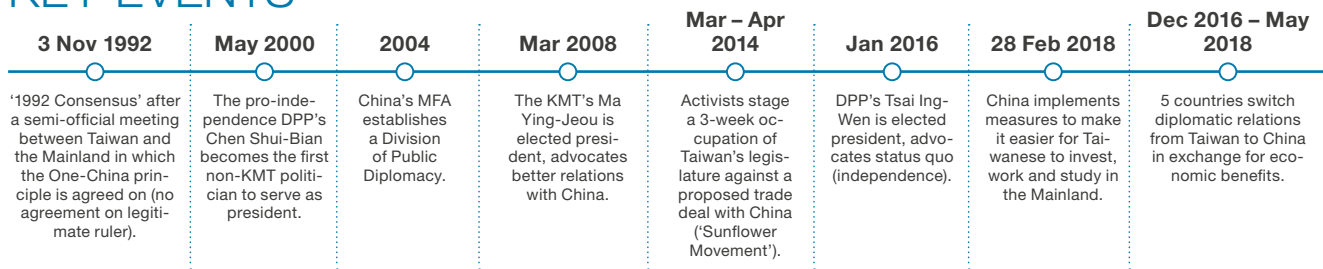 KEY EVENTS
3 Nov 1992
'1992 Consensus' after
a semi-official meeting
between Taiwan and
the Mainland in which
the One-China prin-
ciple is agreed on (no
agreement on legiti-
mate ruler).
May 2000
The pro-inde-
pendence DPP's
Chen Shui-Bian
becomes the first
non-KMT politi-
cian to serve as
president.
2004
China's MFA
establishes
a Division
of Public
Diplomacy.
Mar 2008
The KMT's Ma
Ying-Jeou is
elected presi-
dent, advocates
better relations
with China.
Mar – Apr
2014
Activists stage
a 3-week oc-
cupation of
Taiwan's legis-
lature against a
proposed trade
deal with China
('Sunflower
Movement').
Jan 2016
DPP's Tsai Ing-
Wen is elected
president, advo-
cates status quo
(independence).
28 Feb 2018
China implements
measures to make
it easier for Tai-
wanese to invest,
work and study in
the Mainland.
Dec 2016 – May
2018
5 countries switch
diplomatic relations
from Taiwan to China
in exchange for eco-
nomic benefits.